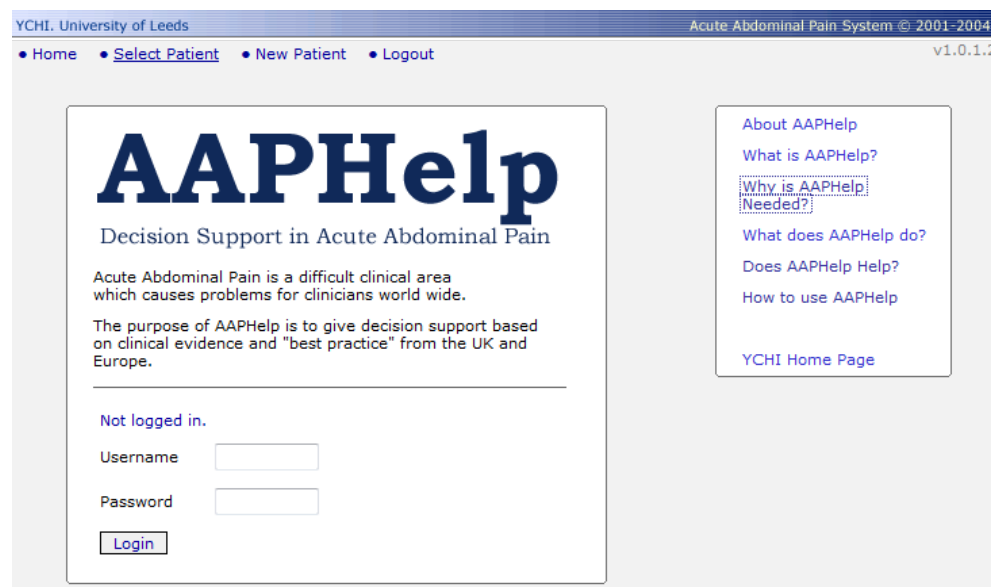 YCHI. University of Leeds
Acute Abdominal Pain System © 2001-2004
• Home • Select Patient • New Patient • Logout
v1.0.1.2
AAPHelp
Decision Support in Acute Abdominal Pain
Acute Abdominal Pain is a difficult clinical area
which causes problems for clinicians world wide.
The purpose of AAPHelp is to give decision support based
on clinical evidence and "best practice" from the UK and
Europe.
Not logged in.
Username
Password
Login
About AAPHelp
What is AAPHelp?
Why is AAPHelp
Needed?
What does AAPHelp do?
Does AAPHelp Help?
How to use AAPHelp
YCHI Home Page